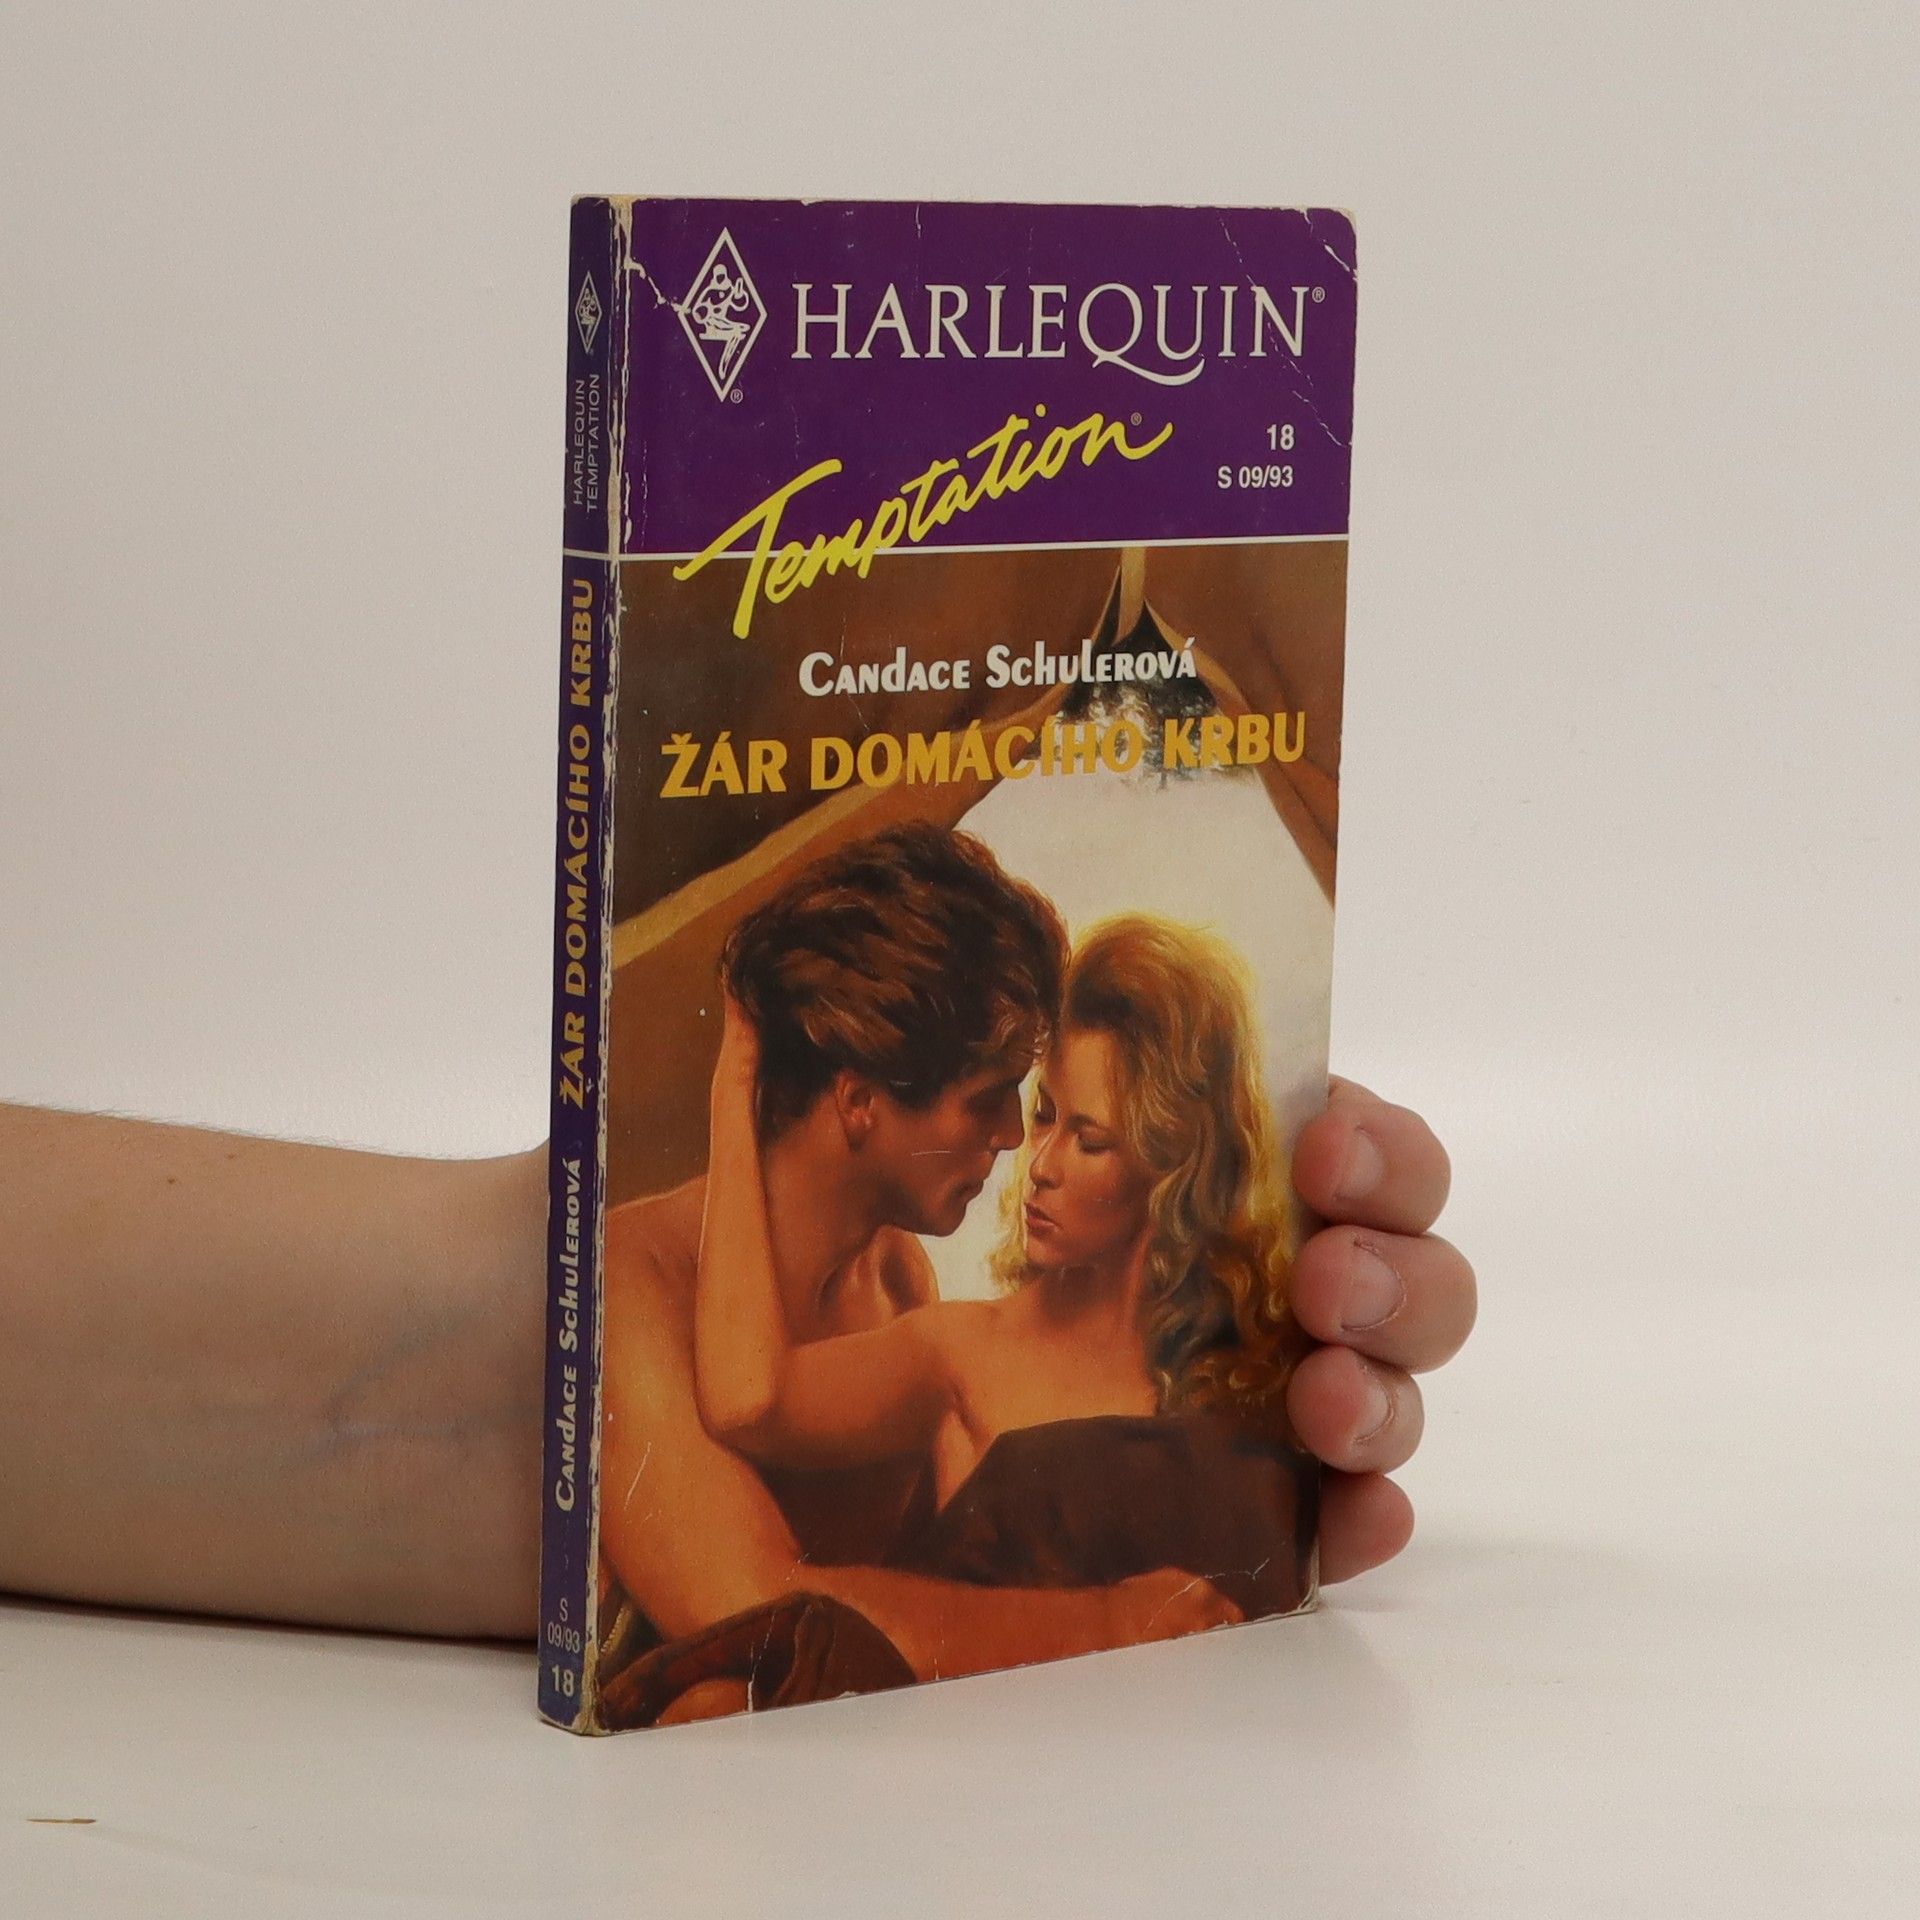 HARLEQUIN®
Temptation®
18
S 09/93
Candace Schulerová
ŽÁR DOMÁCÍHO KRBU
HARLEQUIN
TEMPTATION
ŽÁR DOMÁCÍHO KRBU
Candace Schulerová
S
09/93
18